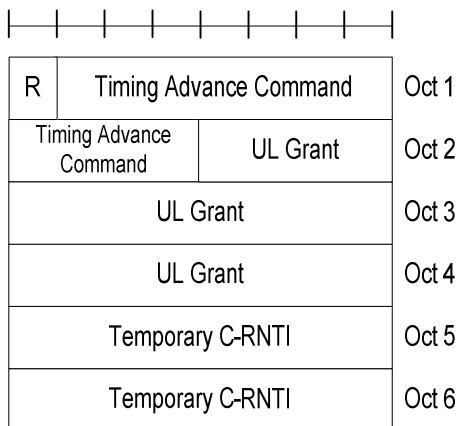 R Timing Advance Command Oct 1
Timing Advance
Command UL Grant Oct 2
UL Grant Oct 3
UL Grant Oct 4
Temporary C-RNTI Oct 5
Temporary C-RNTI Oct 6